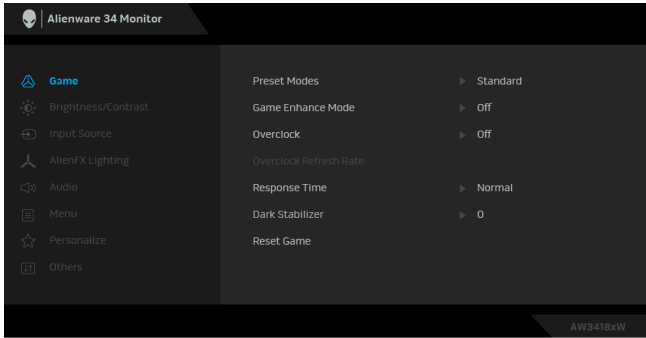 Alienware 34 Monitor
Game
Brightness/Contrast
Input Source
AlienFX Lighting
Audio
Menu
Personalize
Others
Preset Modes Standard
Game Enhance Mode Off
Overclock Off
Overclock Refresh Rate
Response Time Normal
Dark Stabilizer 0
Reset Game
AW3418xW